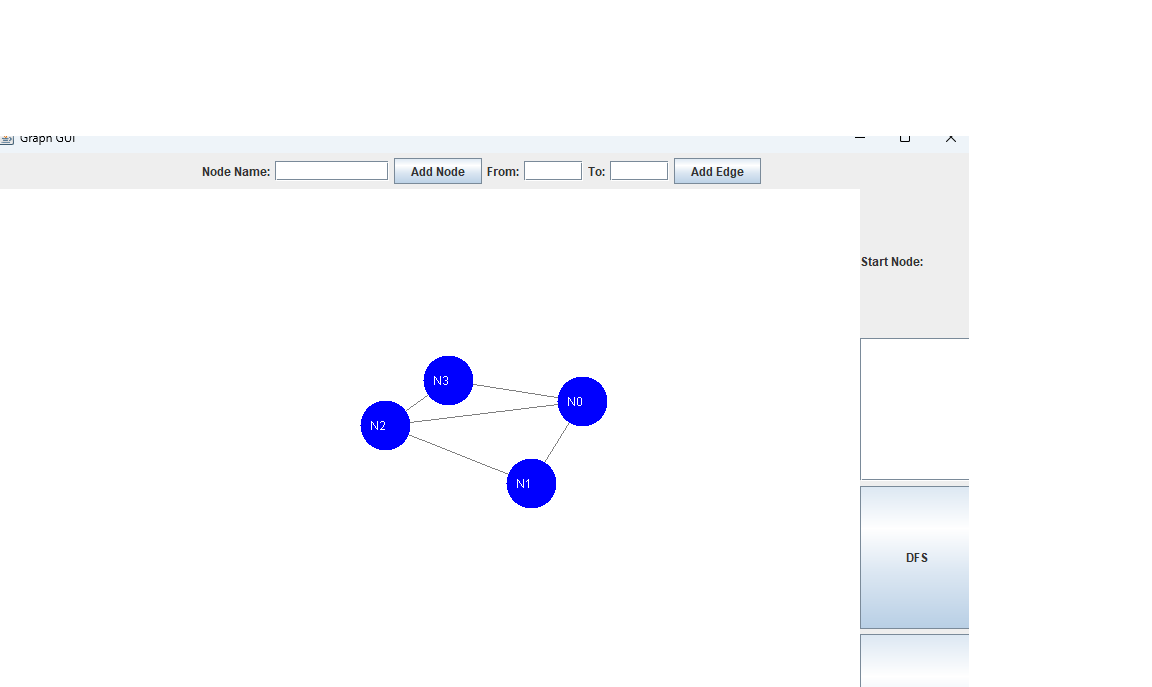 Graph GUI
Node Name: Add Node From: To: Add Edge
Start Node:
N3
N0
N2
N1
DFS